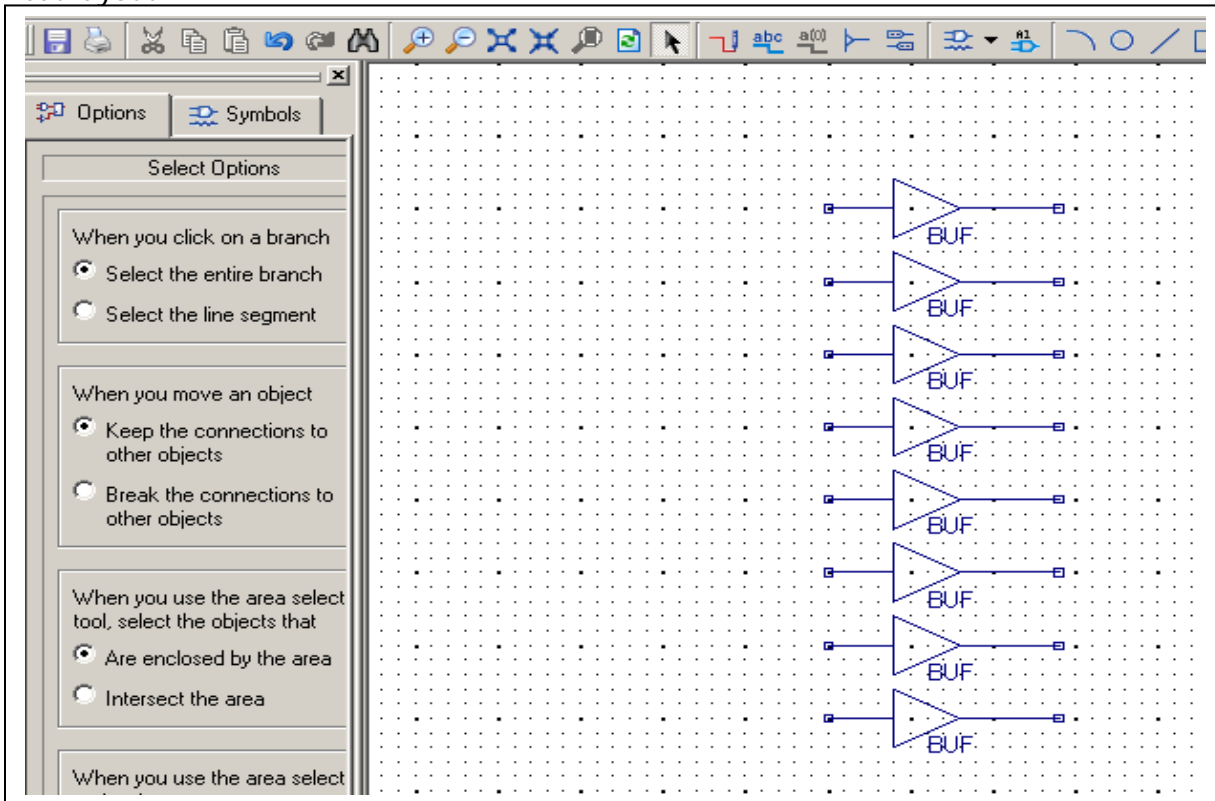 abc
a(0)
A1
Options
Symbols
Select Options
When you click on a branch
Select the entire branch
Select the line segment
When you move an object
Keep the connections to
other objects
Break the connections to
other objects
When you use the area select
tool, select the objects that
Are enclosed by the area
Intersect the area
When you use the area select
BUF
BUF
BUF
BUF
BUF
BUF
BUF
BUF